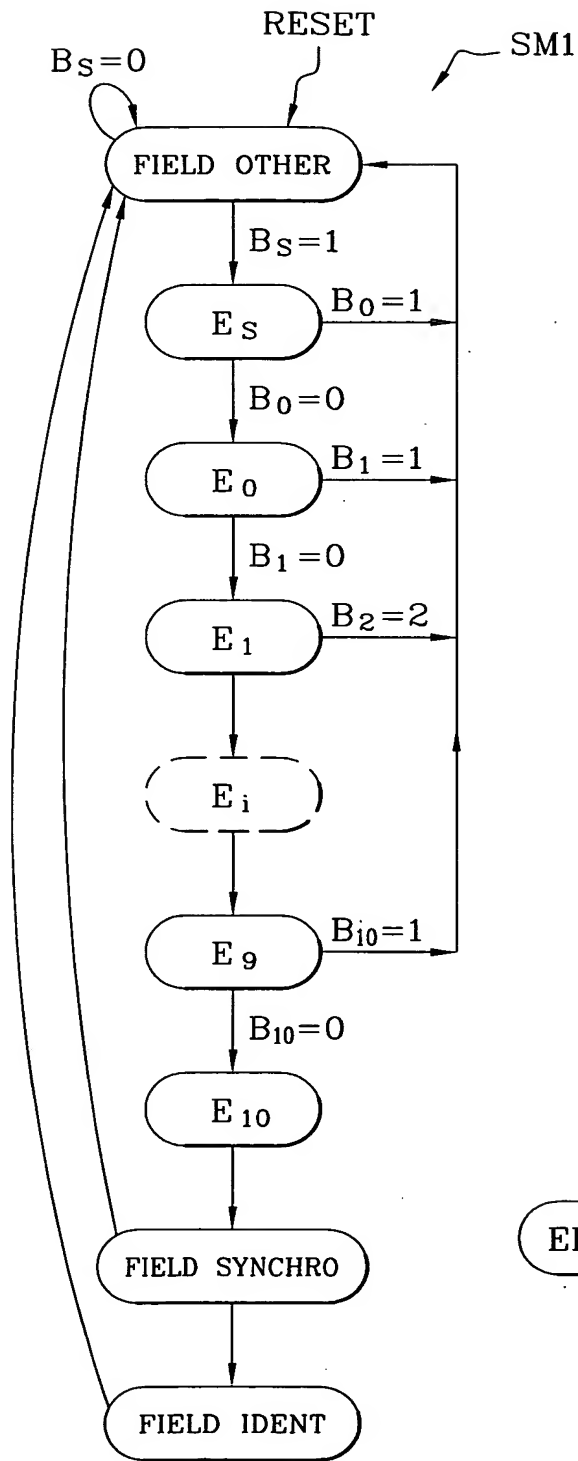 RESET
SM1
B_S=0
FIELD OTHER
B_S=1
E_S
B_0=1
B_0=0
E_0
B_1=1
B_1=0
E_1
B_2=2
E_i
E_9
B_i0=1
B_10=0
E_10
FIELD SYNCHRO
FIELD IDENT